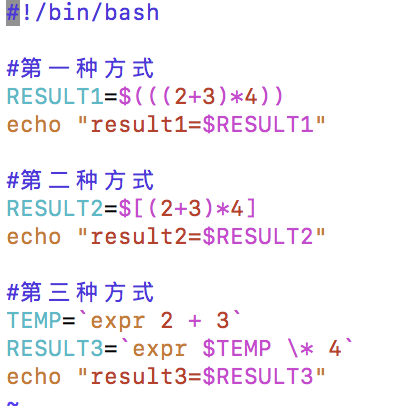 #!/bin/bash
#第一种方式
RESULT1=$(((2+3)*4))
echo "result1=$RESULT1"
#第二种方式
RESULT2=$[(2+3)*4]
echo "result2=$RESULT2"
#第三种方式
TEMP=`expr 2 + 3`
RESULT3=`expr $TEMP \* 4`
echo "result3=$RESULT3"
~